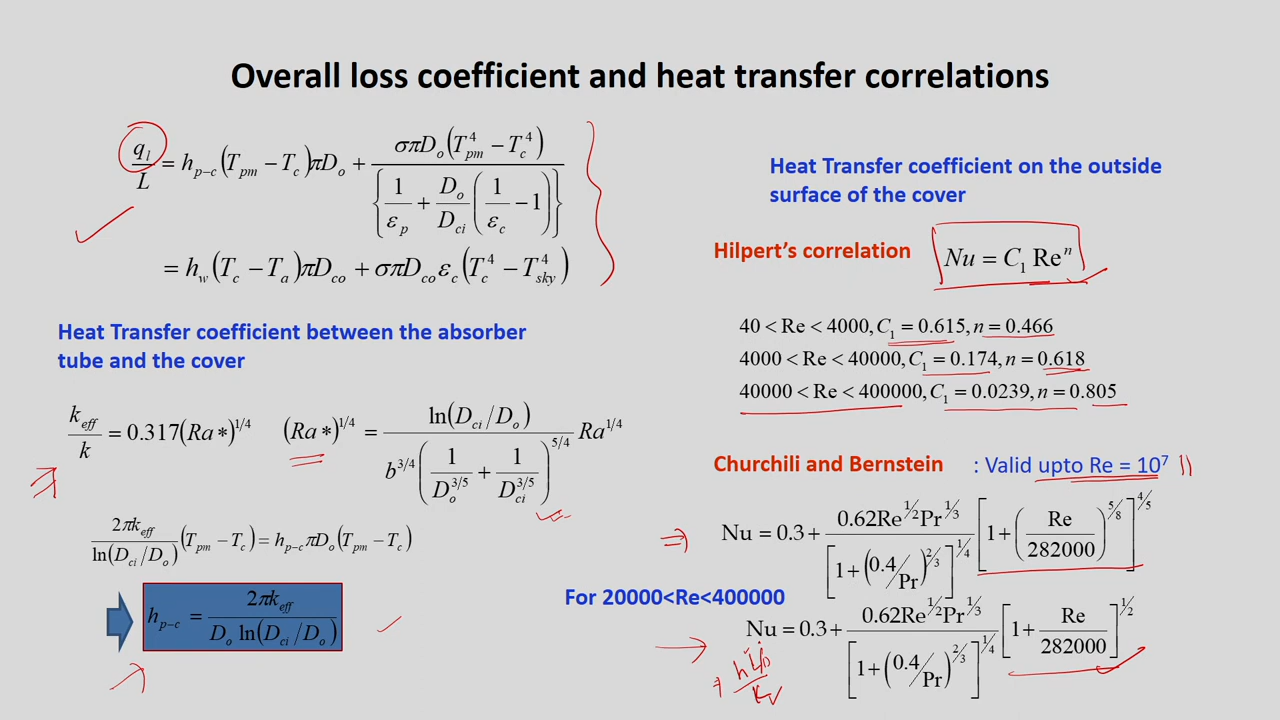 Overall loss coefficient and heat transfer correlations
q_l/L = h_{p−c}(T_{pm} − T_c)πD_o + σπD_o(T_{pm}^4 − T_c^4) / {1/ε_p + D_o/D_{ci}(1/ε_c − 1)}
= h_w(T_c − T_a)πD_{co} + σπD_{co}ε_c(T_c^4 − T_{sky}^4)
Heat Transfer coefficient between the absorber
tube and the cover
k_{eff}/k = 0.317(Ra*)^{1/4} (Ra*)^{1/4} = ln(D_{ci}/D_o) / [b^{3/4}(1/D_o^{3/5} + 1/D_{ci}^{3/5})^{5/4}] Ra^{1/4}
2πk_{eff}/ln(D_{ci}/D_o) (T_{pm} − T_c) = h_{p−c}πD_o(T_{pm} − T_c)
h_{p−c} = 2πk_{eff} / D_o ln(D_{ci}/D_o)
Heat Transfer coefficient on the outside
surface of the cover
Hilpert's correlation Nu = C_1 Re^n
40 < Re < 4000, C_1 = 0.615, n = 0.466
4000 < Re < 40000, C_1 = 0.174, n = 0.618
40000 < Re < 400000, C_1 = 0.0239, n = 0.805
Churchili and Bernstein : Valid upto Re = 10^7
Nu = 0.3 + 0.62Re^{1/2}Pr^{1/3} / [1 + (0.4/Pr)^{2/3}]^{1/4} [1 + (Re/282000)^{5/8}]^{4/5}
For 20000<Re<400000
Nu = 0.3 + 0.62Re^{1/2}Pr^{1/3} / [1 + (0.4/Pr)^{2/3}]^{1/4} [1 + Re/282000]^{1/2}